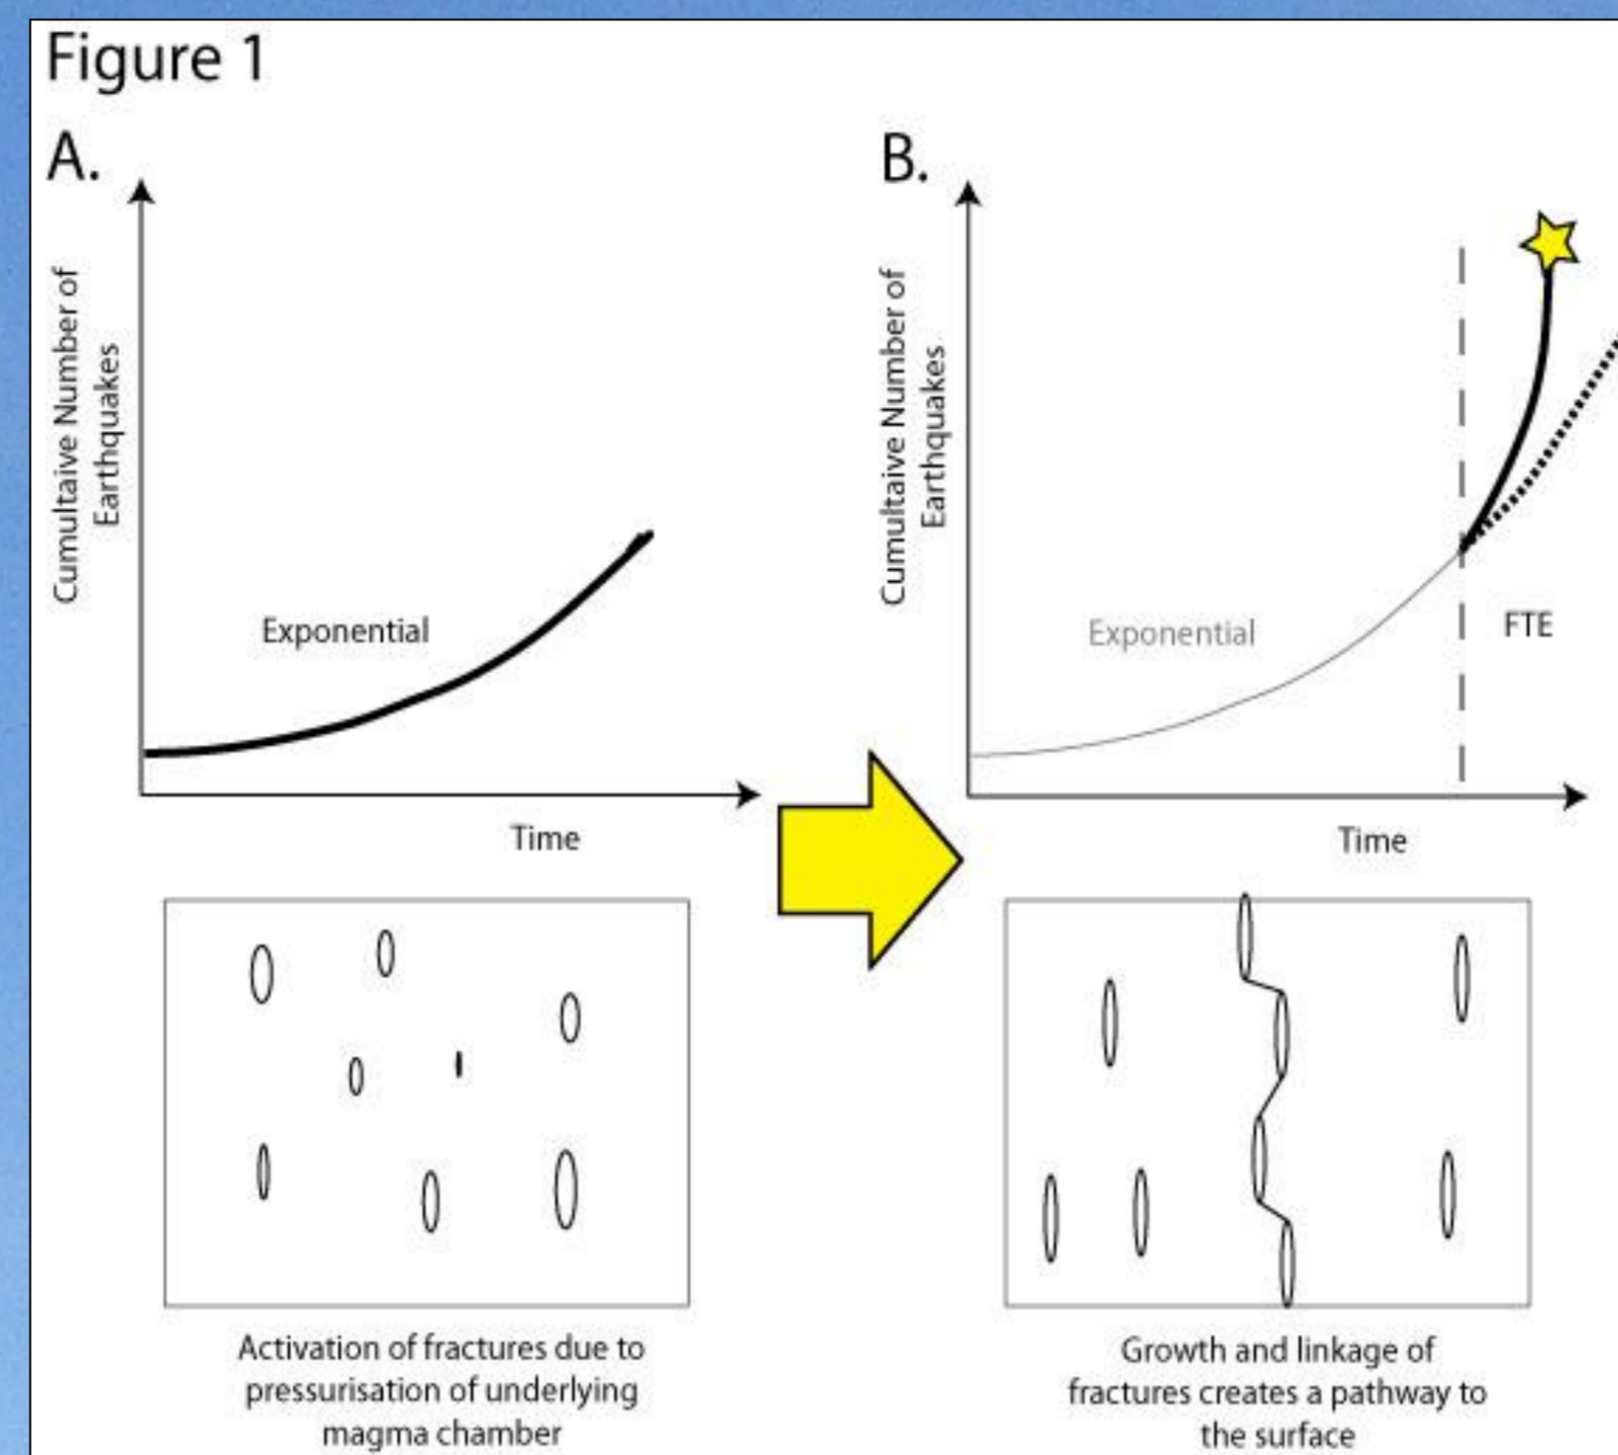 Figure 1
A.
Cumultaive Number of
Earthquakes
Exponential
Time
Activation of fractures due to
pressurisation of underlying
magma chamber
B.
Cumultaive Number of
Earthquakes
Exponential
FTE
Time
Growth and linkage of
fractures creates a pathway to
the surface